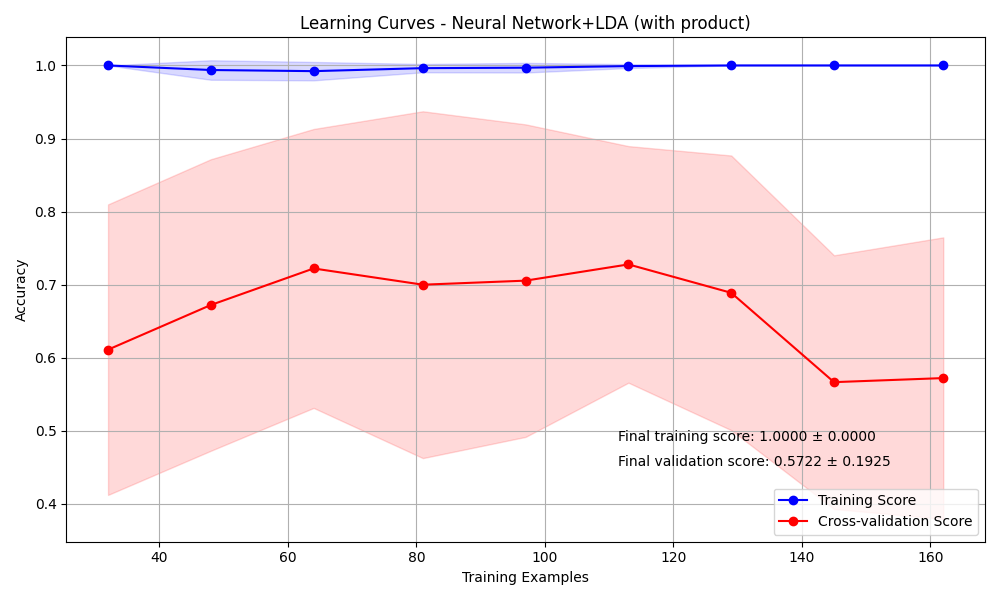 Learning Curves - Neural Network+LDA (with product)
1.0
0.9
0.8
0.7
0.6
0.5
0.4
Accuracy
Final training score: 1.0000 ± 0.0000
Final validation score: 0.5722 ± 0.1925
Training Score
Cross-validation Score
40 60 80 100 120 140 160
Training Examples